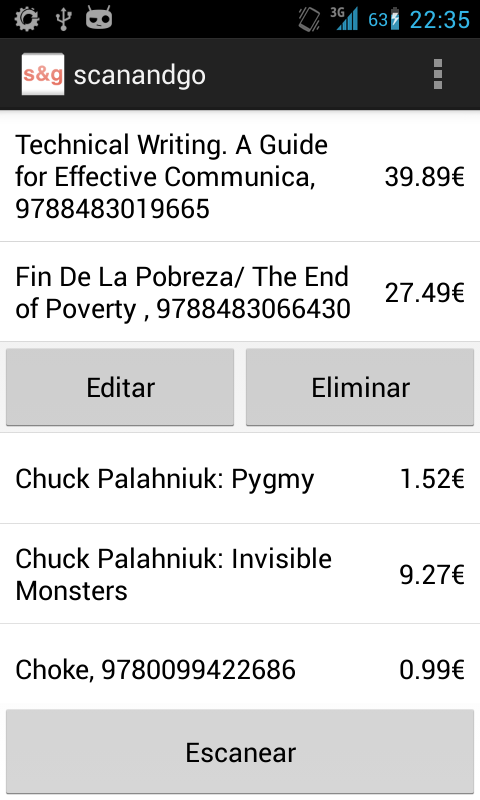 3G 63 22:35
s&g scanandgo
Technical Writing. A Guide
for Effective Communica,
9788483019665
39.89€
Fin De La Pobreza/ The End
of Poverty , 9788483066430
27.49€
Editar
Eliminar
Chuck Palahniuk: Pygmy
1.52€
Chuck Palahniuk: Invisible
Monsters
9.27€
Choke, 9780099422686
0.99€
Escanear